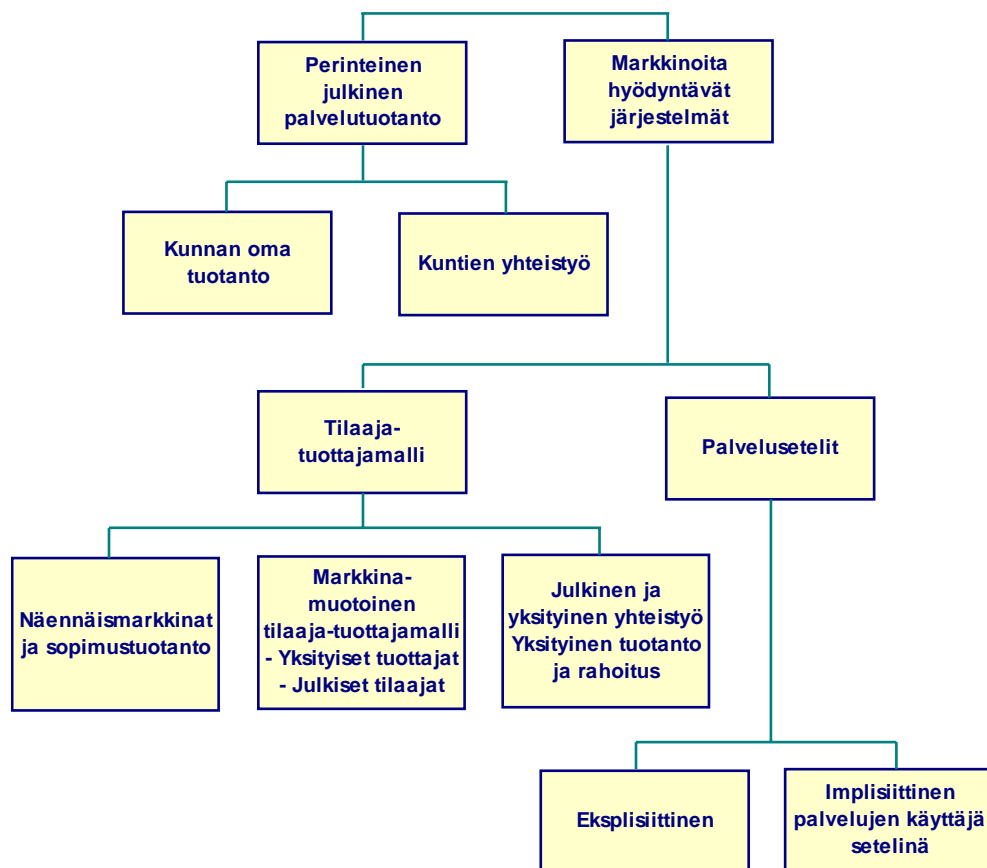 Perinteinen
julkinen
palvelutuotanto
Markkinoita
hyödyntävät
järjestelmät
Kunnan oma
tuotanto
Kuntien yhteistyö
Tilaaja-
tuottajamalli
Palvelusetelit
Näennäismarkkinat
ja sopimustuotanto
Markkina-
muotoinen
tilaaja-tuottajamalli
- Yksityiset tuottajat
- Julkiset tilaajat
Julkinen ja
yksityinen yhteistyö
Yksityinen tuotanto
ja rahoitus
Eksplisiittinen
Implisiittinen
palvelujen käyttäjä
setelinä